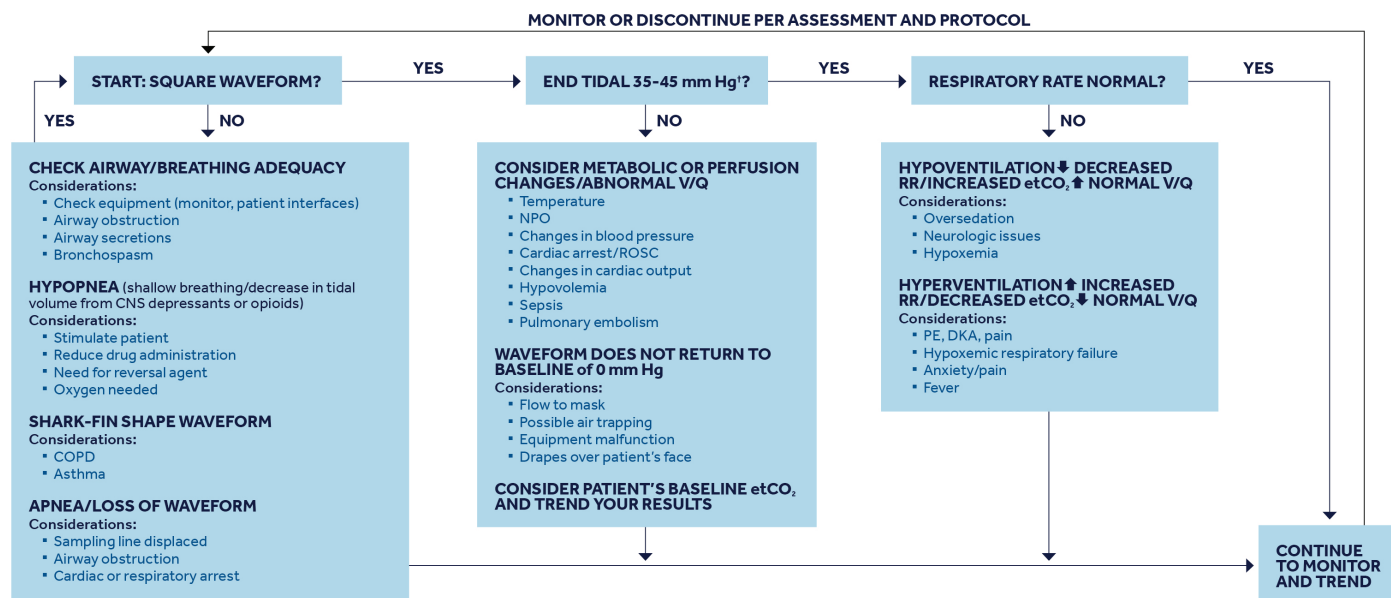 MONITOR OR DISCONTINUE PER ASSESSMENT AND PROTOCOL
START: SQUARE WAVEFORM?
YES
END TIDAL 35-45 mm Hg†?
YES
RESPIRATORY RATE NORMAL?
YES
YES
NO
NO
NO
CHECK AIRWAY/BREATHING ADEQUACY
Considerations:
▪ Check equipment (monitor, patient interfaces)
▪ Airway obstruction
▪ Airway secretions
▪ Bronchospasm
HYPOPNEA (shallow breathing/decrease in tidal
volume from CNS depressants or opioids)
Considerations:
▪ Stimulate patient
▪ Reduce drug administration
▪ Need for reversal agent
▪ Oxygen needed
SHARK-FIN SHAPE WAVEFORM
Considerations:
▪ COPD
▪ Asthma
APNEA/LOSS OF WAVEFORM
Considerations:
▪ Sampling line displaced
▪ Airway obstruction
▪ Cardiac or respiratory arrest
CONSIDER METABOLIC OR PERFUSION
CHANGES/ABNORMAL V/Q
▪ Temperature
▪ NPO
▪ Changes in blood pressure
▪ Cardiac arrest/ROSC
▪ Changes in cardiac output
▪ Hypovolemia
▪ Sepsis
▪ Pulmonary embolism
WAVEFORM DOES NOT RETURN TO
BASELINE of 0 mm Hg
Considerations:
▪ Flow to mask
▪ Possible air trapping
▪ Equipment malfunction
▪ Drapes over patient's face
CONSIDER PATIENT'S BASELINE etCO₂
AND TREND YOUR RESULTS
HYPOVENTILATION⬇ DECREASED
RR/INCREASED etCO₂⬆ NORMAL V/Q
Considerations:
▪ Oversedation
▪ Neurologic issues
▪ Hypoxemia
HYPERVENTILATION⬆ INCREASED
RR/DECREASED etCO₂⬇ NORMAL V/Q
Considerations:
▪ PE, DKA, pain
▪ Hypoxemic respiratory failure
▪ Anxiety/pain
▪ Fever
CONTINUE
TO MONITOR
AND TREND